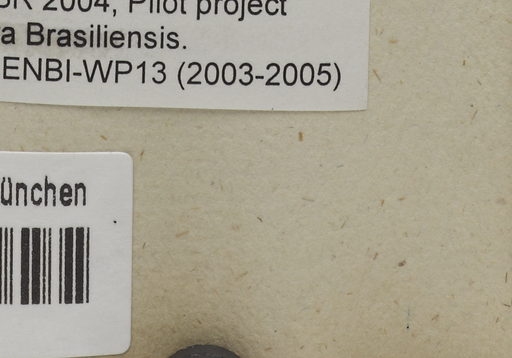 2004, Pilot project
Brasiliensis.
ENBI-WP13 (2003-2005)
ünchen